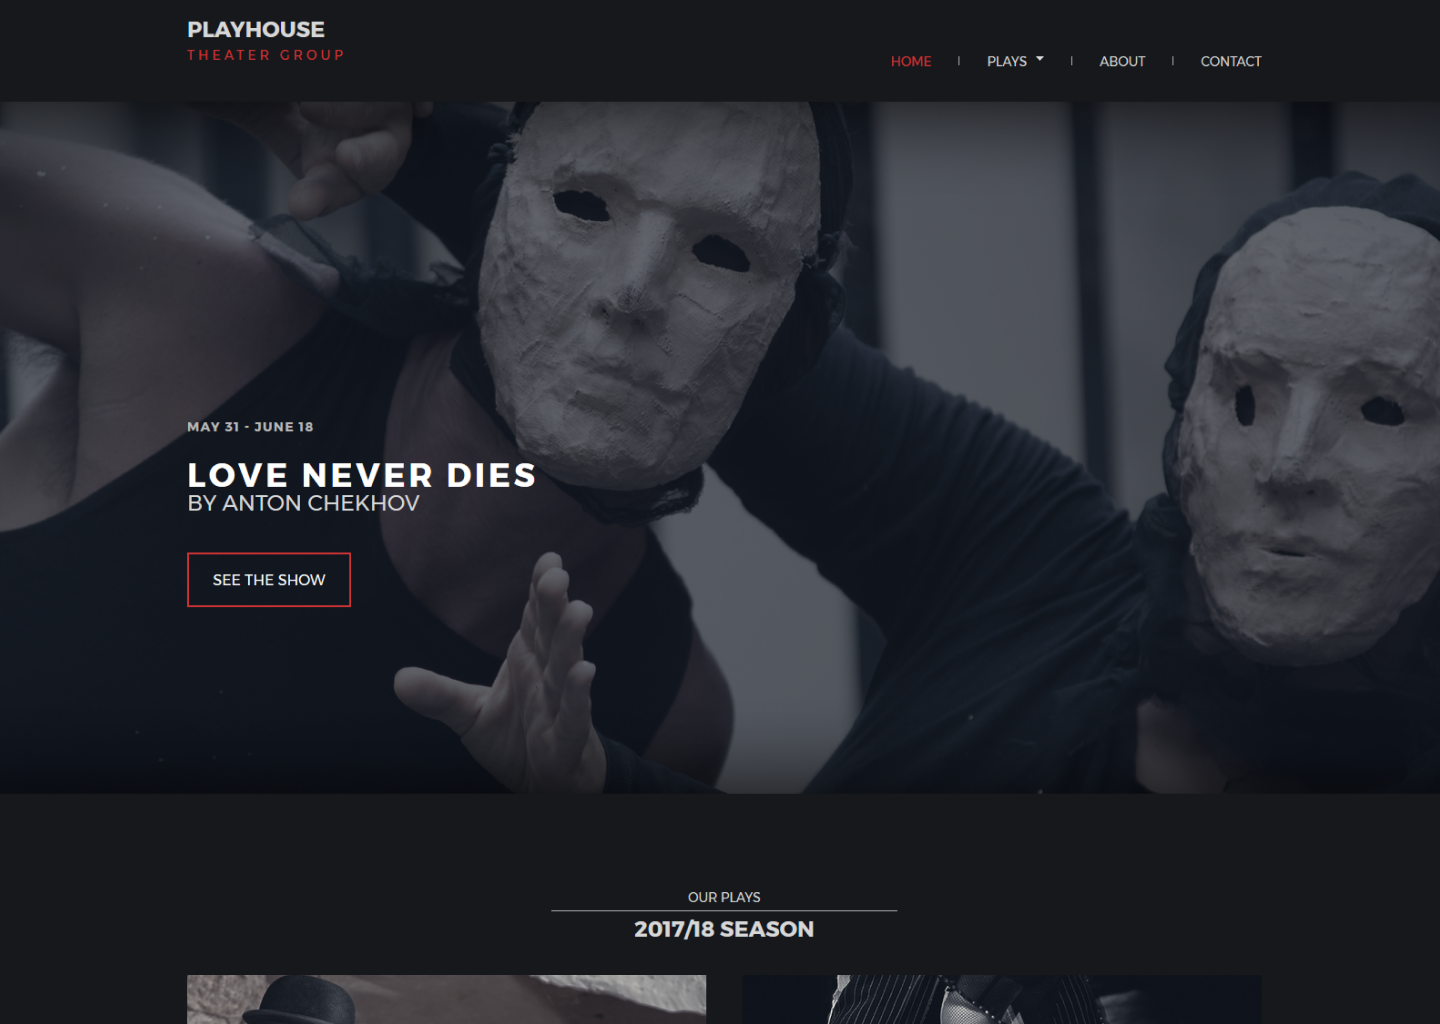 PLAYHOUSE
THEATER GROUP
HOME
PLAYS
ABOUT
CONTACT
MAY 31 - JUNE 18
LOVE NEVER DIES
BY ANTON CHEKHOV
SEE THE SHOW
OUR PLAYS
2017/18 SEASON